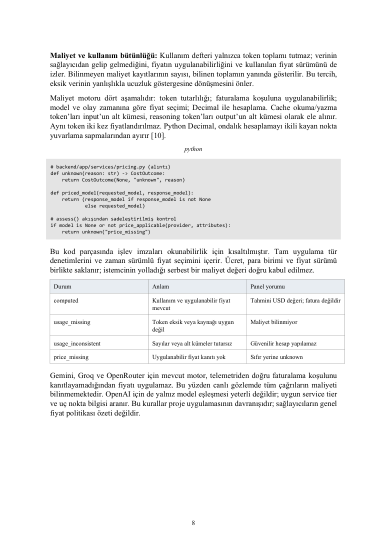 Maliyet ve kullanım bütünlüğü: Kullanım defteri yalnızca token toplamı tutmaz; verinin
sağlayıcıdan gelip gelmediğini, fiyatın uygulanabilirliğini ve kullanılan fiyat sürümünü de
izler. Bilinmeyen maliyet kayıtlarının sayısı, bilinen toplamın yanında gösterilir. Bu tercih,
eksik verinin yanlışlıkla ucuzluk göstergesine dönüşmesini önler.
Maliyet motoru dört aşamalıdır: token tutarlılığı; faturalama koşuluna uygulanabilirlik;
model ve olay zamanına göre fiyat seçimi; Decimal ile hesaplama. Cache okuma/yazma
token'ları input'un alt kümesi, reasoning token'ları output'un alt kümesi olarak ele alınır.
Aynı token iki kez fiyatlandırılmaz. Python Decimal, ondalık hesaplamayı ikili kayan nokta
yuvarlama sapmalarından ayırır [10].
python
# backend/app/services/pricing.py (alıntı)
def unknown(reason: str) -> CostOutcome:
return CostOutcome(None, "unknown", reason)
def priced_model(requested_model, response_model):
return (response_model if response_model is not None
else requested_model)
# assess() akışından sadeleştirilmiş kontrol
if model is None or not price_applicable(provider, attributes):
return unknown("price_missing")
Bu kod parçasında işlev imzaları okunabilirlik için kısaltılmıştır. Tam uygulama tür
denetimlerini ve zaman sürümlü fiyat seçimini içerir. Ücret, para birimi ve fiyat sürümü
birlikte saklanır; istemcinin yolladığı serbest bir maliyet değeri doğru kabul edilmez.
Durum Anlam Panel yorumu
computed Kullanım ve uygulanabilir fiyat mevcut Tahmini USD değeri; fatura değildir
usage_missing Token eksik veya kaynağı uygun değil Maliyet bilinmiyor
usage_inconsistent Sayılar veya alt kümeler tutarsız Güvenilir hesap yapılamaz
price_missing Uygulanabilir fiyat kanıtı yok Sıfır yerine unknown
Gemini, Groq ve OpenRouter için mevcut motor, telemetriden doğru faturalama koşulunu
kanıtlayamadığından fiyatı uygulamaz. Bu yüzden canlı gözlemde tüm çağrıların maliyeti
bilinmemektedir. OpenAI için de yalnız model eşleşmesi yeterli değildir; uygun service tier
ve uç nokta bilgisi aranır. Bu kurallar proje uygulamasının davranışıdır; sağlayıcıların genel
fiyat politikası özeti değildir.
8